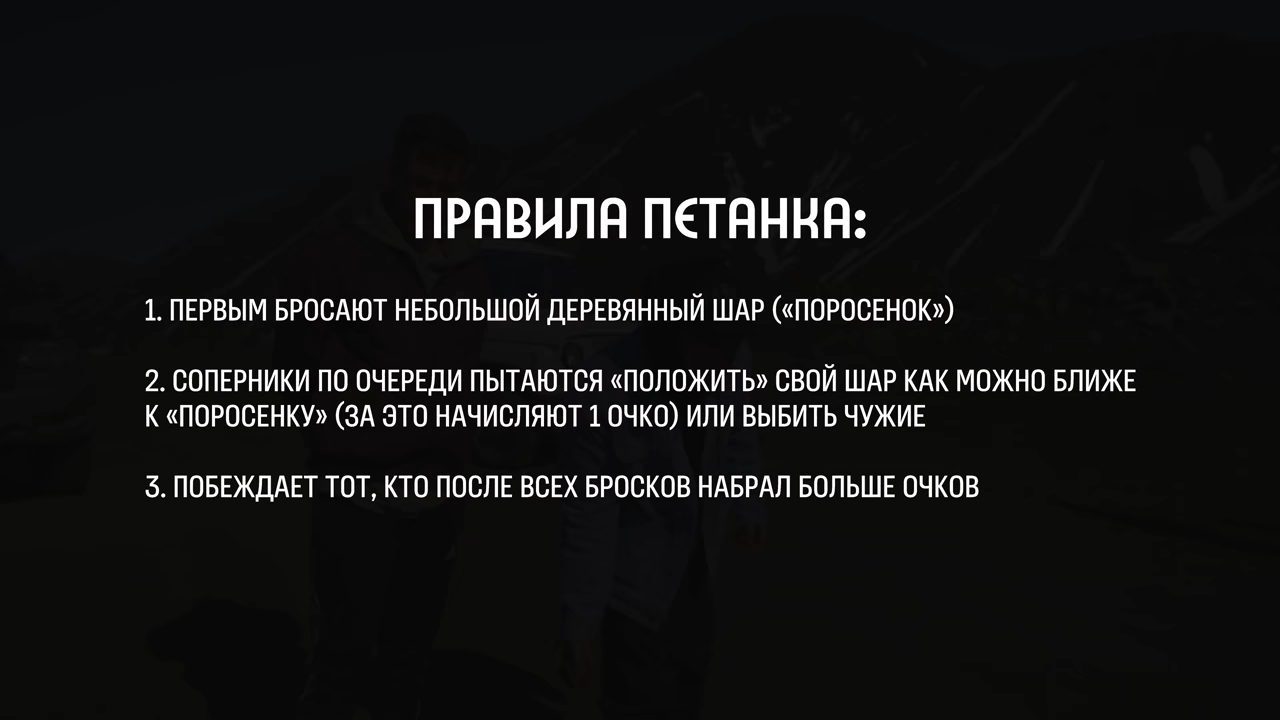 ПРАВИЛА ПЕТАНКА:
1. ПЕРВЫМ БРОСАЮТ НЕБОЛЬШОЙ ДЕРЕВЯННЫЙ ШАР («ПОРОСЕНОК»)
2. СОПЕРНИКИ ПО ОЧЕРЕДИ ПЫТАЮТСЯ «ПОЛОЖИТЬ» СВОЙ ШАР КАК МОЖНО БЛИЖЕ
К «ПОРОСЕНКУ» (ЗА ЭТО НАЧИСЛЯЮТ 1 ОЧКО) ИЛИ ВЫБИТЬ ЧУЖИЕ
3. ПОБЕЖДАЕТ ТОТ, КТО ПОСЛЕ ВСЕХ БРОСКОВ НАБРАЛ БОЛЬШЕ ОЧКОВ